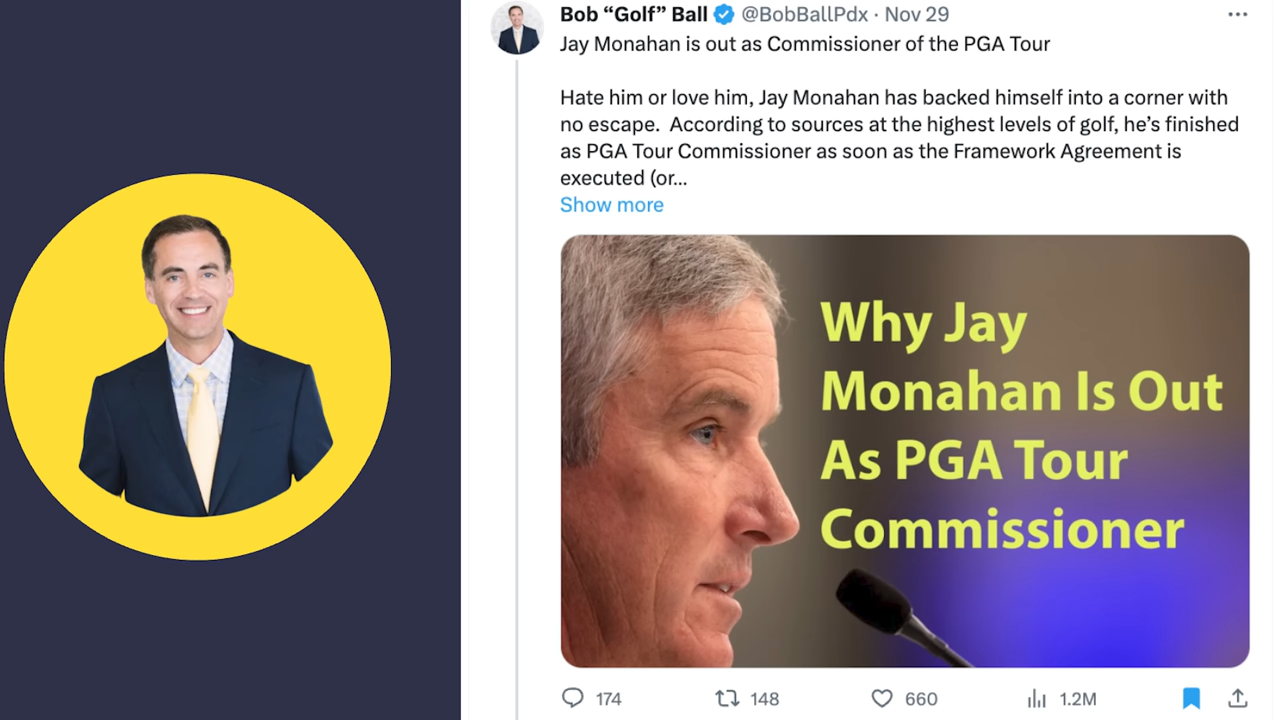 Bob “Golf” Ball @BobBallPdx · Nov 29
Jay Monahan is out as Commissioner of the PGA Tour
Hate him or love him, Jay Monahan has backed himself into a corner with
no escape.  According to sources at the highest levels of golf, he’s finished
as PGA Tour Commissioner as soon as the Framework Agreement is
executed (or...
Show more
Why Jay
Monahan Is Out
As PGA Tour
Commissioner
174 148 660 1.2M